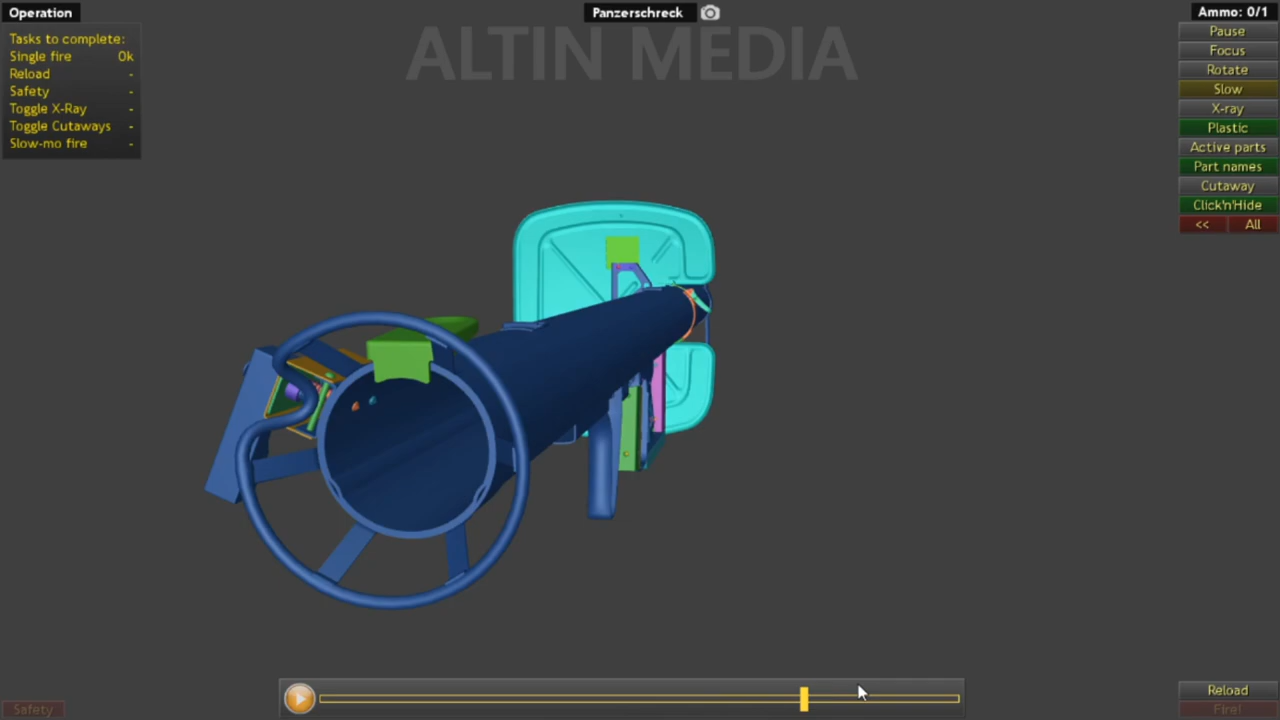 Operation
Panzerschreck
Ammo: 0/1
ALTIN MEDIA
Tasks to complete:
Single fire Ok
Reload -
Safety -
Toggle X-Ray -
Toggle Cutaways -
Slow-mo fire -
Pause
Focus
Rotate
Slow
X-ray
Plastic
Active parts
Part names
Cutaway
Click'n'Hide
<< All
Safety
Reload
Fire!